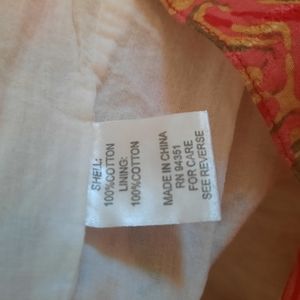 SHELL:
100%COTTON
LINING:
100%COTTON
MADE IN CHINA
RN 94351
FOR CARE
SEE REVERSE